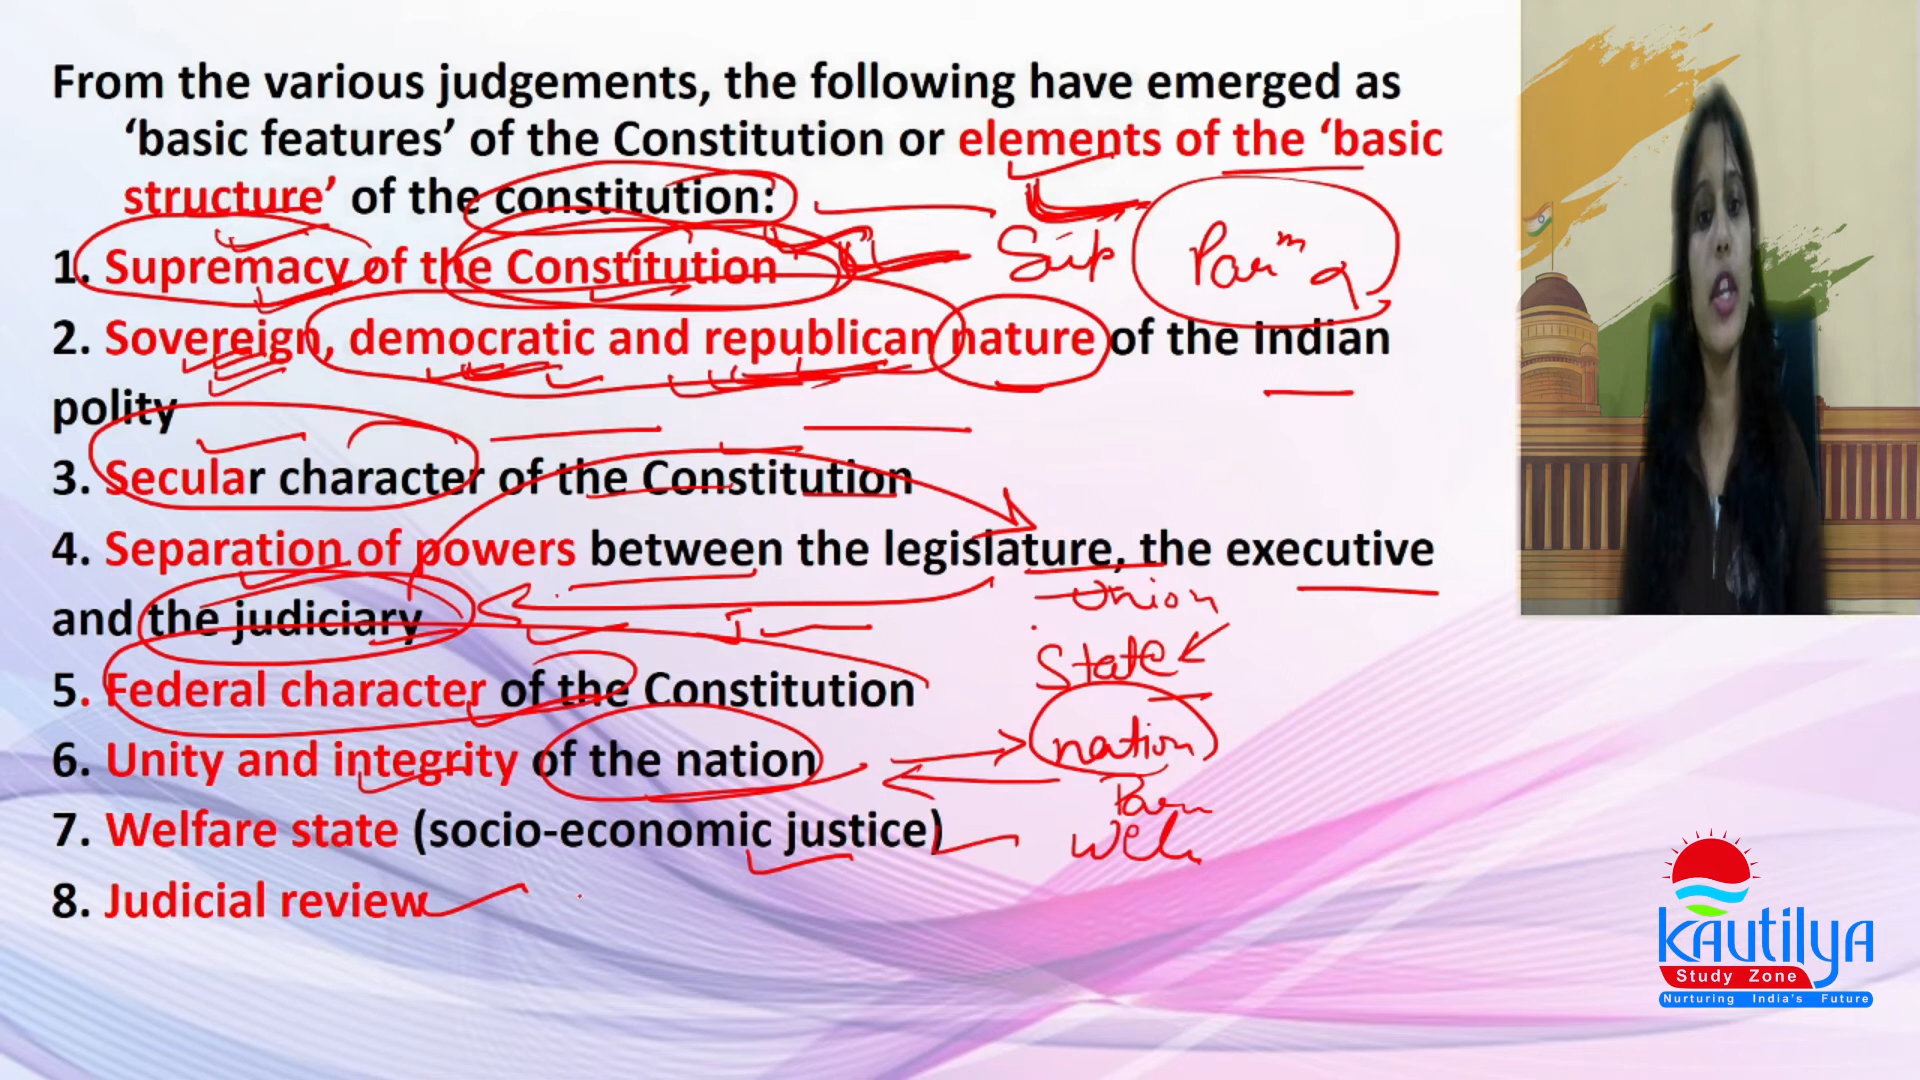 From the various judgements, the following have emerged as
‘basic features’ of the Constitution or elements of the ‘basic
structure’ of the constitution:
1. Supremacy of the Constitution
Sup Parm
2. Sovereign, democratic and republican nature of the Indian
polity
3. Secular character of the Constitution
4. Separation of powers between the legislature, the executive
and the judiciary
Union
State
5. Federal character of the Constitution
6. Unity and integrity of the nation
nation
7. Welfare state (socio-economic justice)
8. Judicial review
Kautilya
Study Zone
Nurturing India's Future